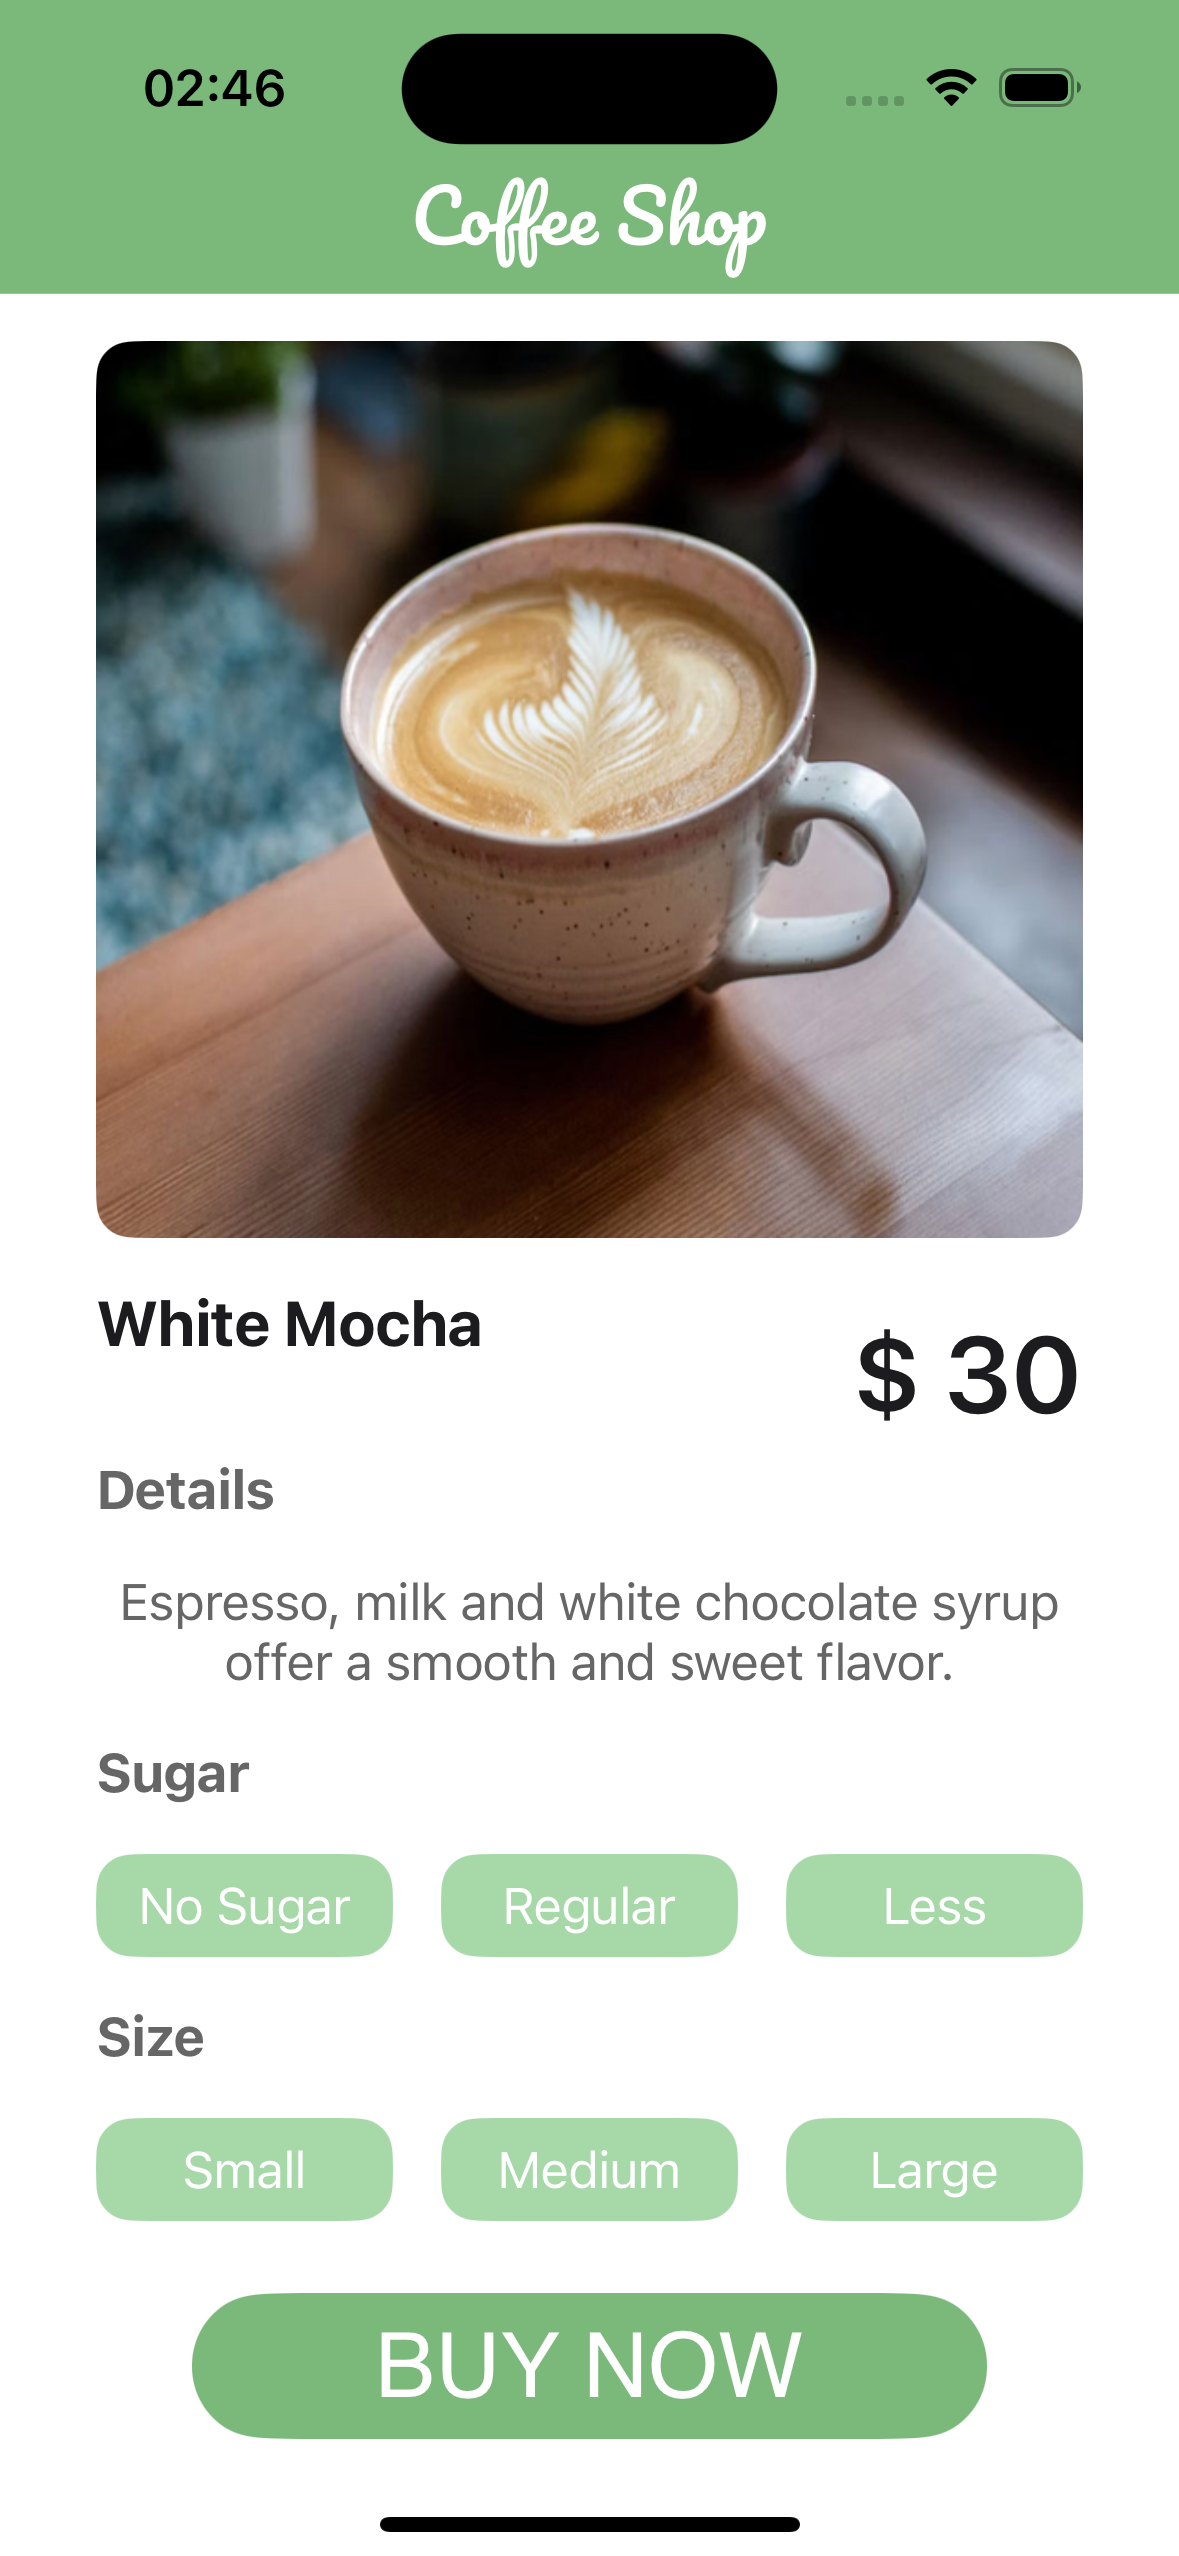 02:46
Coffee Shop
White Mocha
$ 30
Details
Espresso, milk and white chocolate syrup
offer a smooth and sweet flavor.
Sugar
No Sugar Regular Less
Size
Small Medium Large
BUY NOW